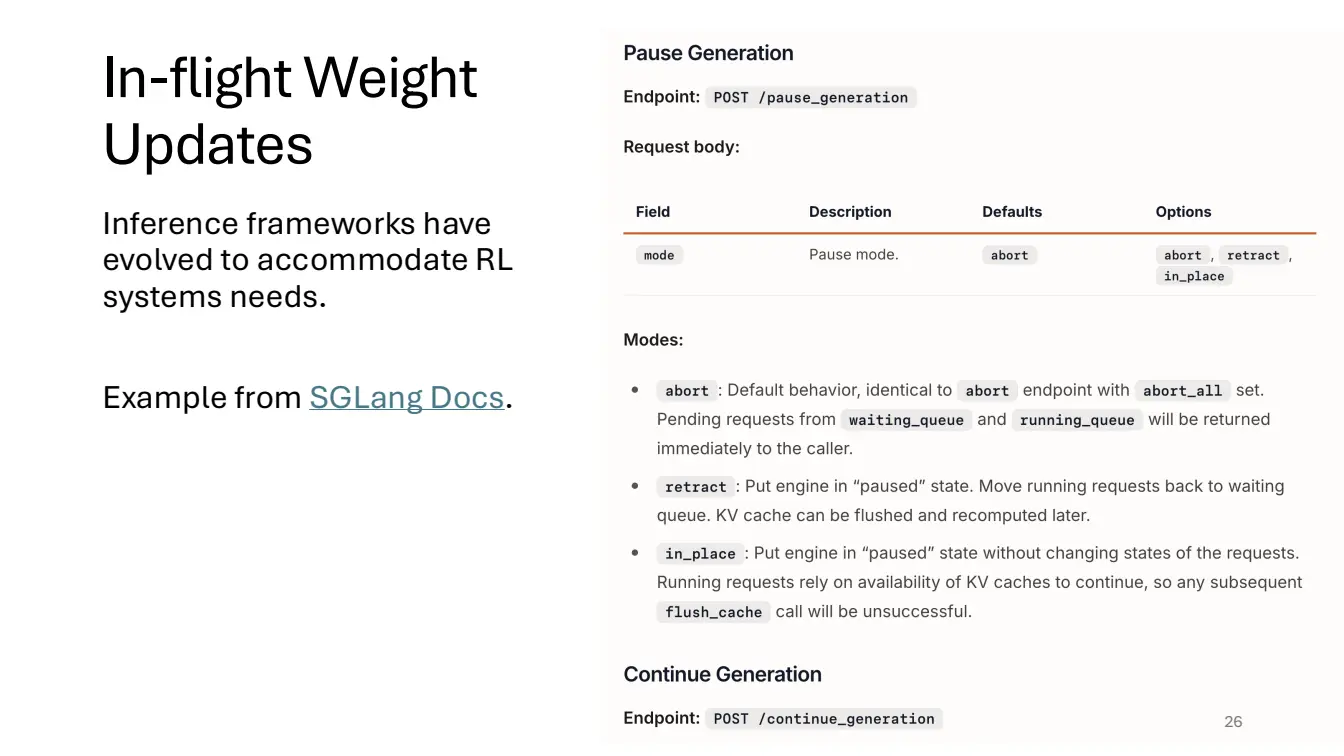 In-flight Weight
Updates
Inference frameworks have
evolved to accommodate RL
systems needs.
Example from SGLang Docs.
Pause Generation
Endpoint: POST /pause_generation
Request body:
Field Description Defaults Options
mode Pause mode. abort abort, retract,
in_place
Modes:
• abort: Default behavior, identical to abort endpoint with abort_all set.
Pending requests from waiting_queue and running_queue will be returned
immediately to the caller.
• retract: Put engine in “paused” state. Move running requests back to waiting
queue. KV cache can be flushed and recomputed later.
• in_place: Put engine in “paused” state without changing states of the requests.
Running requests rely on availability of KV caches to continue, so any subsequent
flush_cache call will be unsuccessful.
Continue Generation
Endpoint: POST /continue_generation
26